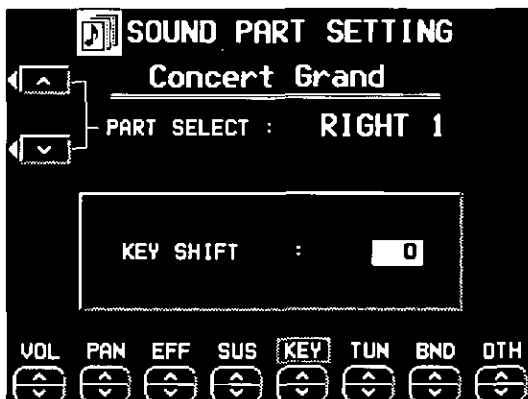 SOUND PART SETTING
Concert Grand
PART SELECT : RIGHT 1
KEY SHIFT : 0
VOL PAN EFF SUS KEY TUN BND OTH